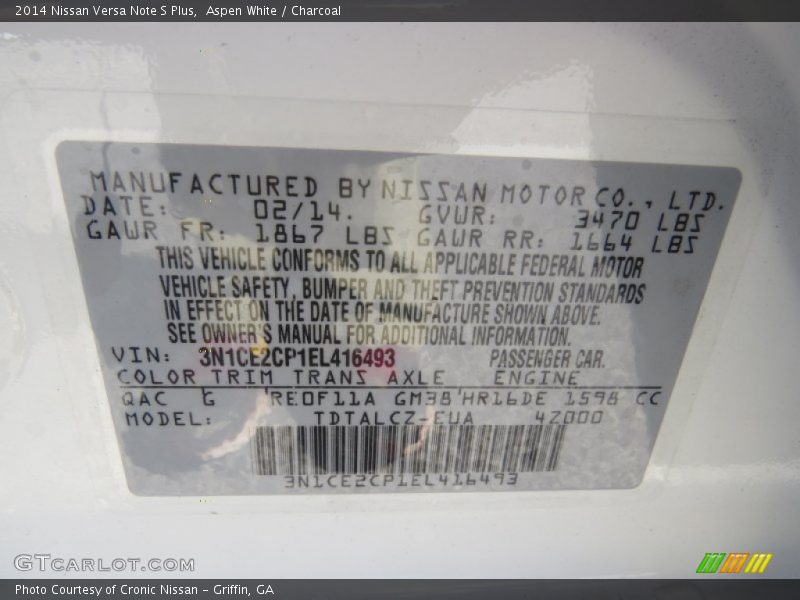 2014 Nissan Versa Note S Plus,  Aspen White / Charcoal
MANUFACTURED BY NISSAN MOTOR CO., LTD.
DATE: 02/14. GVWR: 3470 LBS
GAWR FR: 1867 LBS GAWR RR: 1664 LBS
THIS VEHICLE CONFORMS TO ALL APPLICABLE FEDERAL MOTOR
VEHICLE SAFETY, BUMPER AND THEFT PREVENTION STANDARDS
IN EFFECT ON THE DATE OF MANUFACTURE SHOWN ABOVE.
SEE OWNER'S MANUAL FOR ADDITIONAL INFORMATION.
VIN: 3N1CE2CP1EL416493 PASSENGER CAR.
COLOR TRIM TRANS AXLE ENGINE
QAC G RE0F11A GM38 HR16DE 1598 CC
MODEL: TDTALCZ-EUA 4Z000
3N1CE2CP1EL416493
GTCARLOT.COM
Photo Courtesy of Cronic Nissan - Griffin, GA